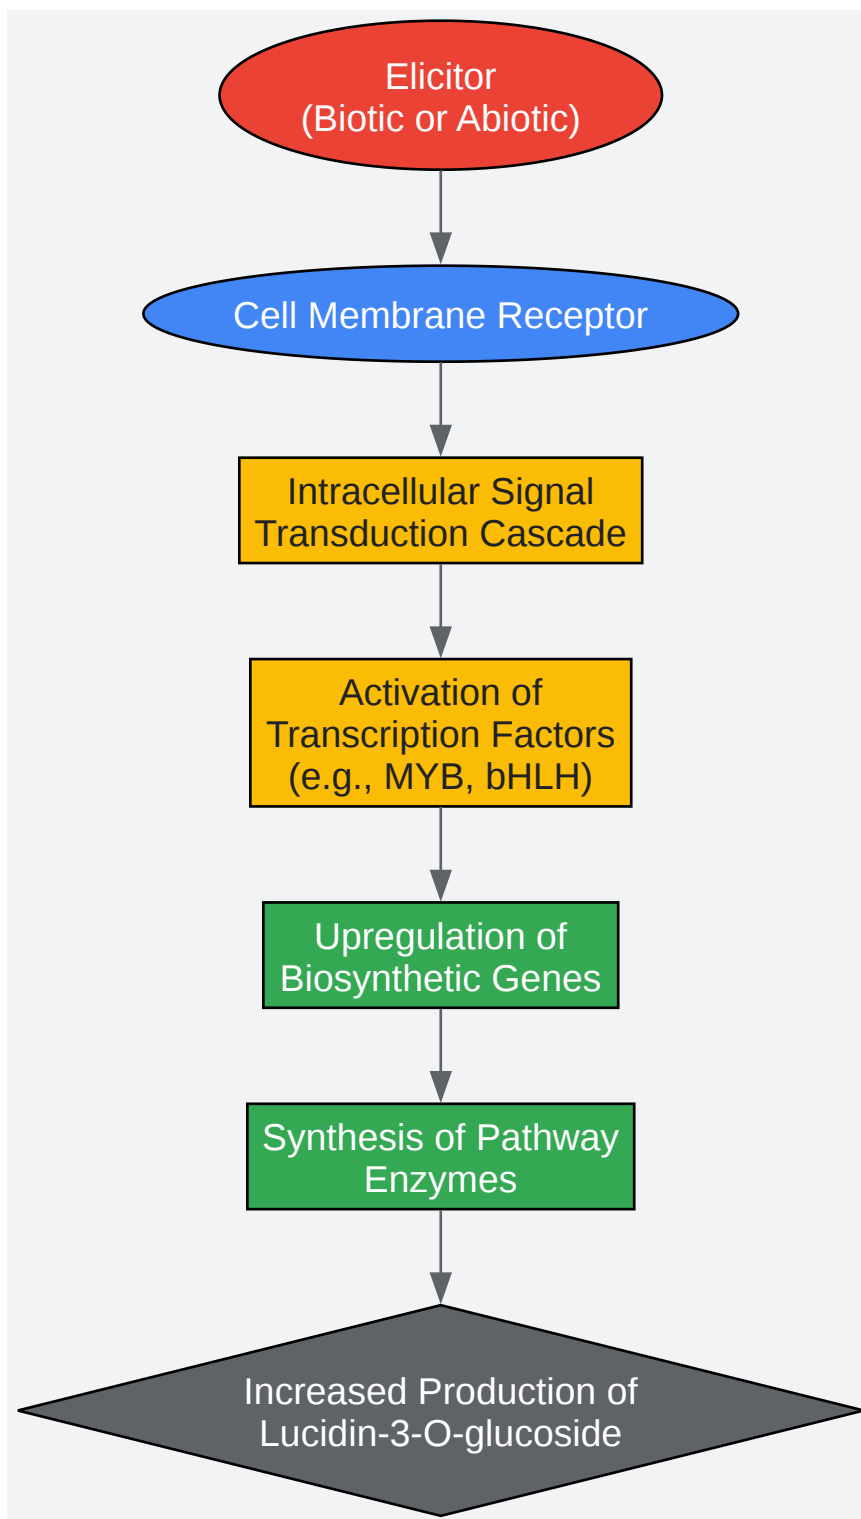 Elicitor
(Biotic or Abiotic)
Cell Membrane Receptor
Intracellular Signal
Transduction Cascade
Activation of
Transcription Factors
(e.g., MYB, bHLH)
Upregulation of
Biosynthetic Genes
Synthesis of Pathway
Enzymes
Increased Production of
Lucidin-3-O-glucoside